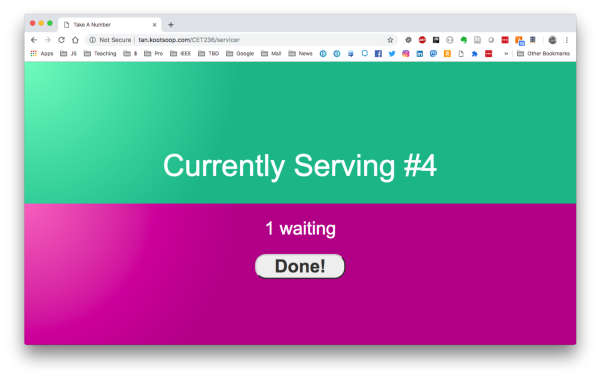 Take A Number
Not Secure | tan.kootsoop.com/CET236/servicer
Apps JS Teaching $ Pro IEEE TBD Google Mail News » Other Bookmarks
Currently Serving #4
1 waiting
Done!